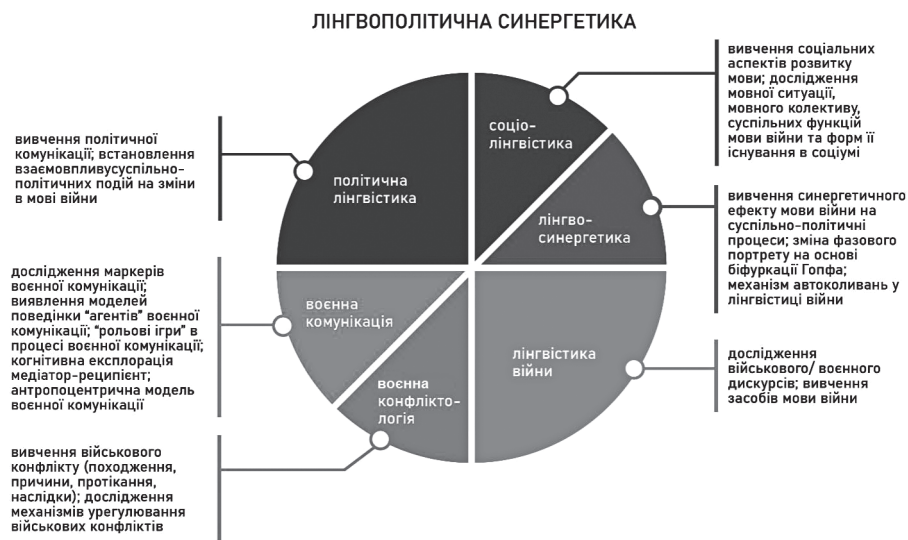 ЛІНГВОПОЛІТИЧНА СИНЕРГЕТИКА
вивчення соціальних
аспектів розвитку
мови; дослідження
мовної ситуації,
мовного колективу,
суспільних функцій
мови війни та форм її
існування в соціумі
соціо-
лінгвістика
вивчення політичної
комунікації; встановлення
взаємовпливусуспільно-
політичних подій на зміни
в мові війни
політична
лінгвістика
лінгво-
синергетика
вивчення синергетичного
ефекту мови війни на
суспільно-політичні
процеси; зміна фазового
портрету на основі
біфуркації Гопфа;
механізм автоколивань у
лінгвістиці війни
дослідження маркерів
воєнної комунікації;
виявлення моделей
поведінки "агентів" воєнної
комунікації; "рольові ігри" в
процесі воєнної комунікації;
когнітивна експлорація
медіатор-реципієнт;
антропоцентрична модель
воєнної комунікації
воєнна
комунікація
лінгвістика
війни
дослідження
військового/ воєнного
дискурсів; вивчення
засобів мови війни
воєнна
конфлікто-
логія
вивчення військового
конфлікту (походження,
причини, протікання,
наслідки); дослідження
механізмів урегулювання
військових конфліктів